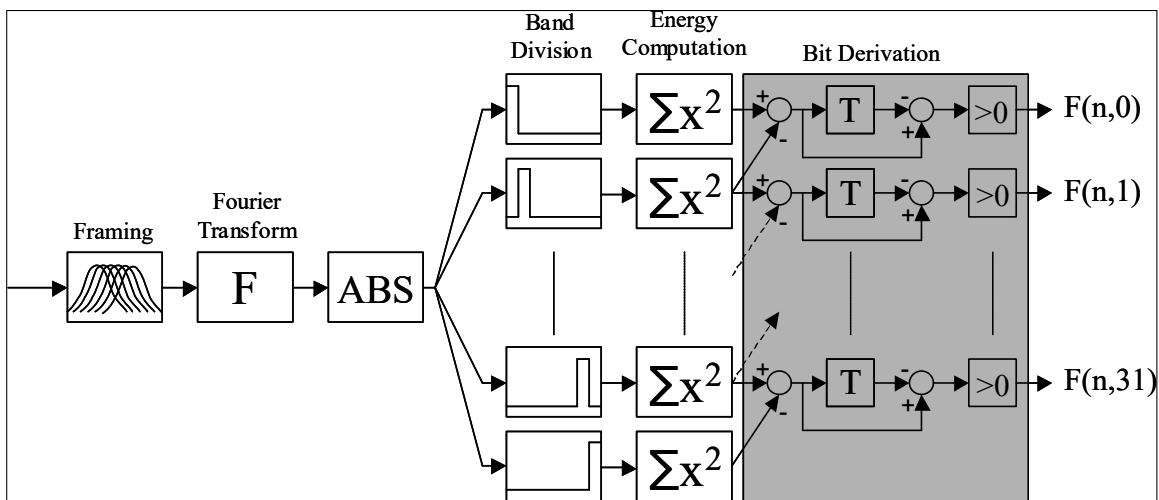 Band
Division
Energy
Computation
Bit Derivation
Framing
Fourier
Transform
F
ABS
∑x²
+
-
T
-
+
>0
F(n,0)
∑x²
+
-
T
-
+
>0
F(n,1)
∑x²
+
-
T
-
+
>0
F(n,31)
∑x²